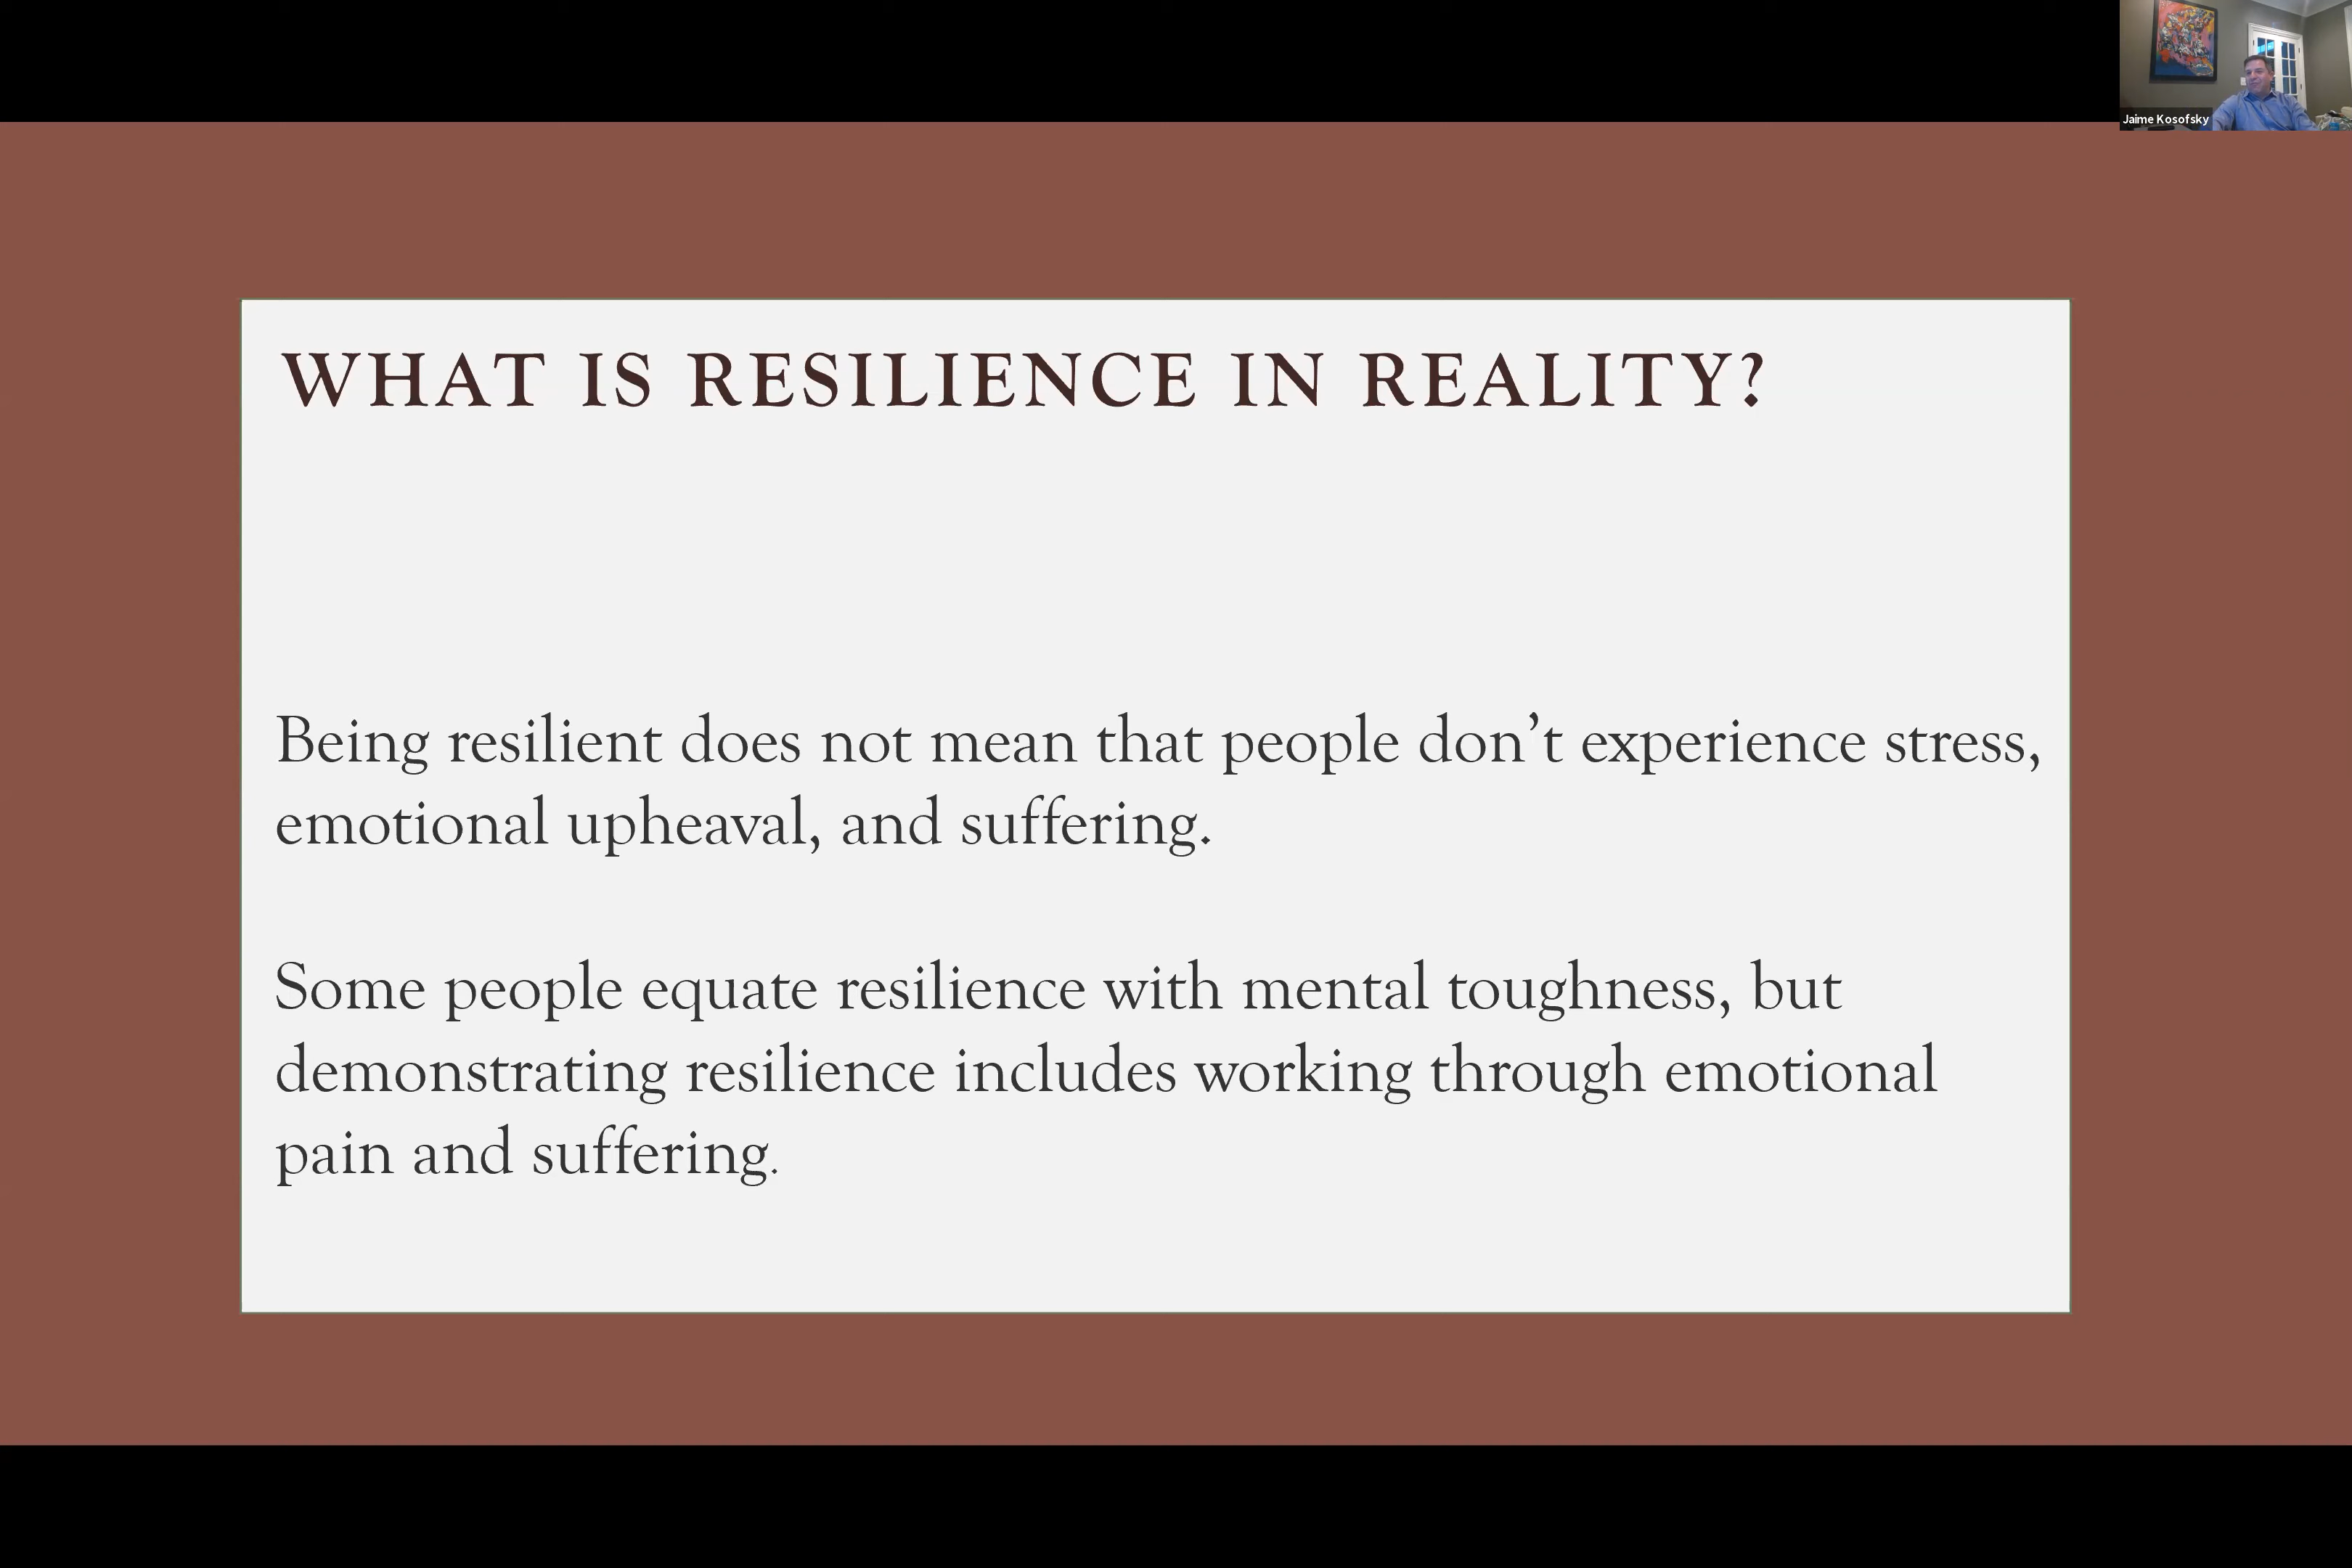 Jaime Kosofsky
WHAT IS RESILIENCE IN REALITY?
Being resilient does not mean that people don’t experience stress,
emotional upheaval, and suffering.
Some people equate resilience with mental toughness, but
demonstrating resilience includes working through emotional
pain and suffering.